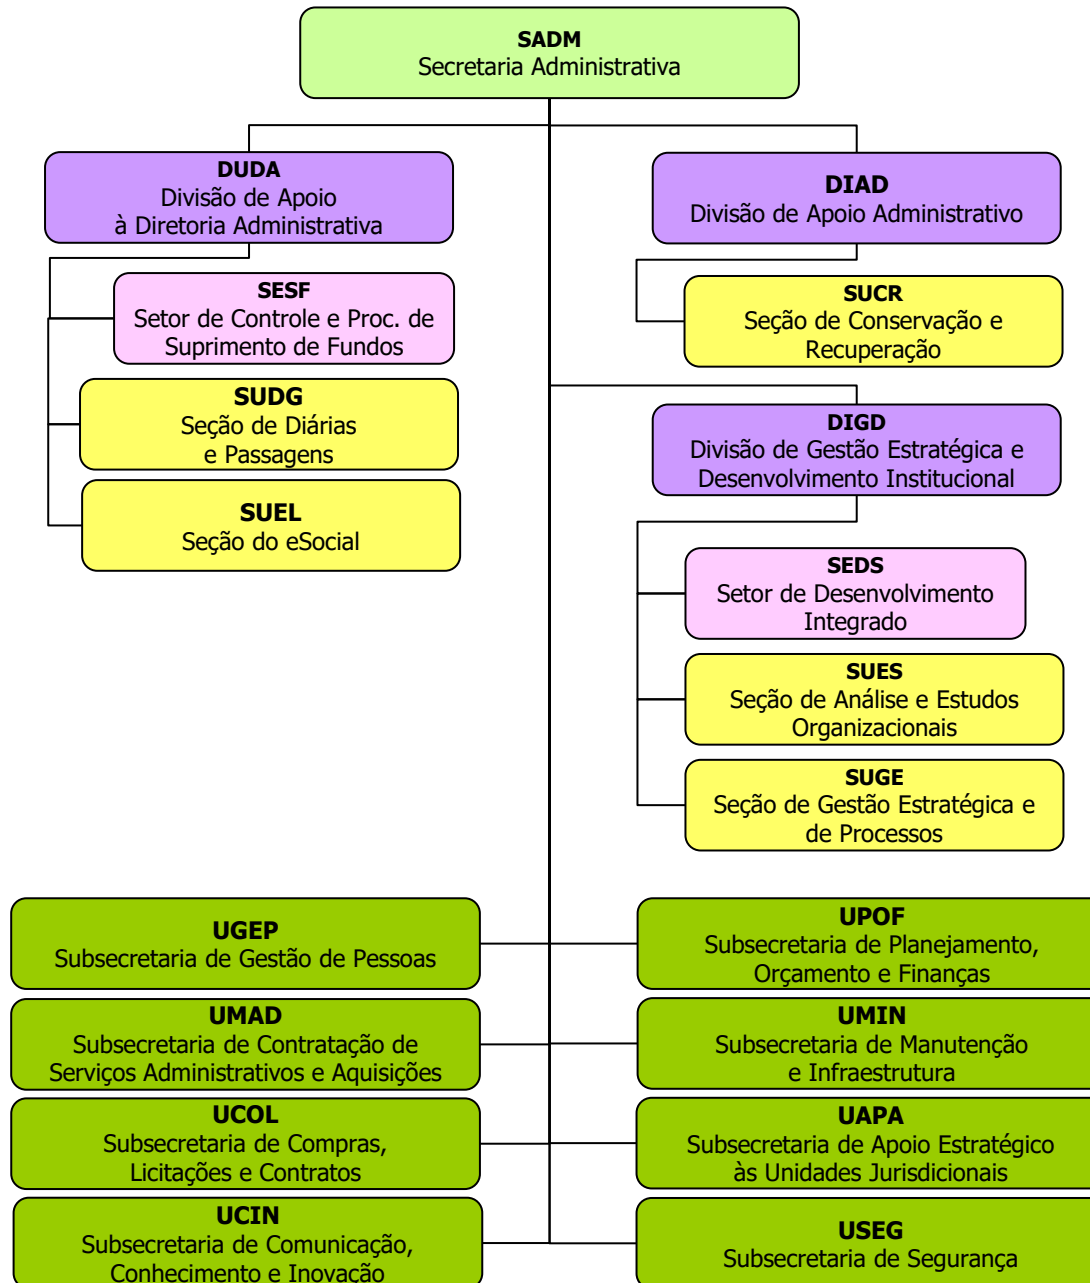 SADM
Secretaria Administrativa
DUDA
Divisão de Apoio
à Diretoria Administrativa
SESF
Setor de Controle e Proc. de
Suprimento de Fundos
SUDG
Seção de Diárias
e Passagens
SUEL
Seção do eSocial
DIAD
Divisão de Apoio Administrativo
SUCR
Seção de Conservação e
Recuperação
DIGD
Divisão de Gestão Estratégica e
Desenvolvimento Institucional
SEDS
Setor de Desenvolvimento
Integrado
SUES
Seção de Análise e Estudos
Organizacionais
SUGE
Seção de Gestão Estratégica e
de Processos
UGEP
Subsecretaria de Gestão de Pessoas
UPOF
Subsecretaria de Planejamento,
Orçamento e Finanças
UMAD
Subsecretaria de Contratação de
Serviços Administrativos e Aquisições
UMIN
Subsecretaria de Manutenção
e Infraestrutura
UCOL
Subsecretaria de Compras,
Licitações e Contratos
UAPA
Subsecretaria de Apoio Estratégico
às Unidades Jurisdicionais
UCIN
Subsecretaria de Comunicação,
Conhecimento e Inovação
USEG
Subsecretaria de Segurança